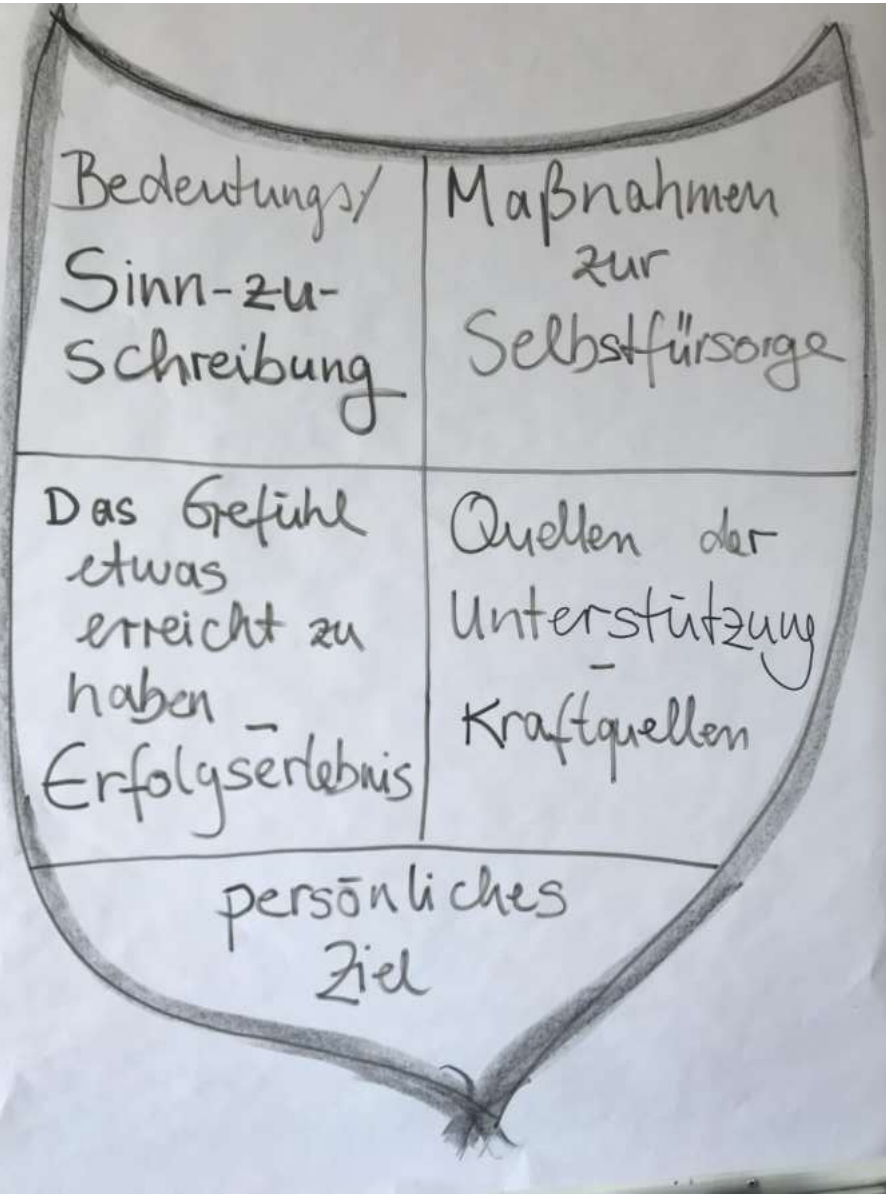 Bedeutungs/
Sinn-zu-
Schreibung
Maßnahmen
zur
Selbstfürsorge
Das Gefühl
etwas
erreicht zu
haben –
Erfolgserlebnis
Quellen der
Unterstützung
–
Kraftquellen
persönliches
Ziel